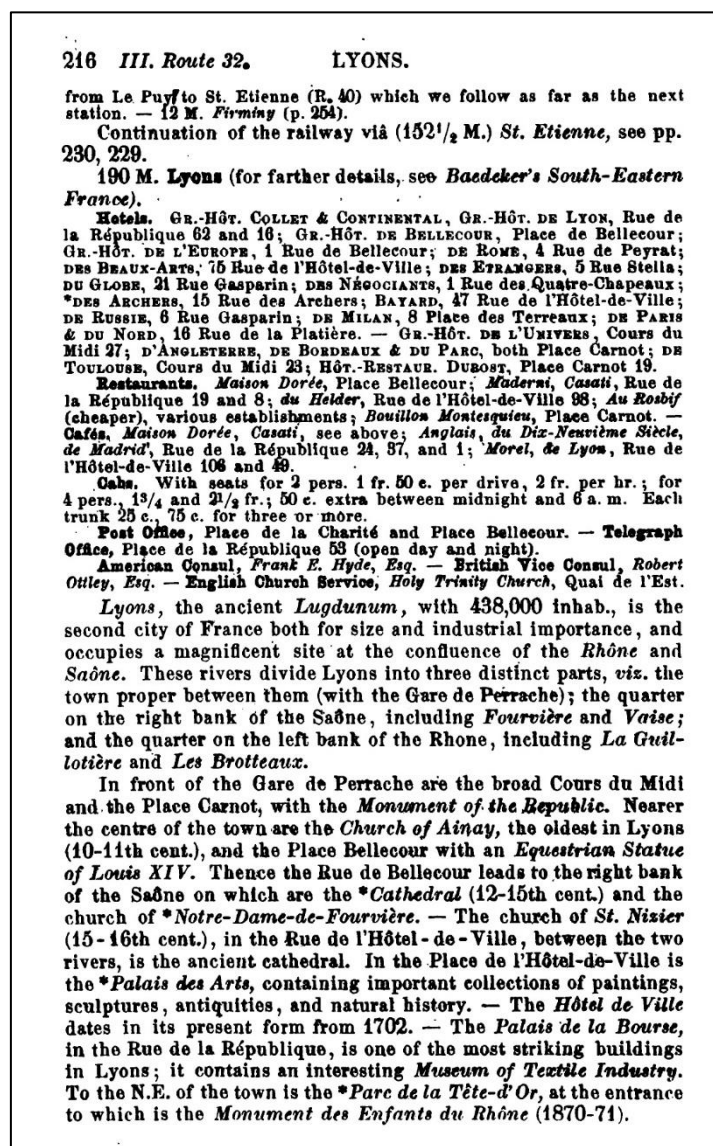 216 III. Route 32. LYONS.
from Le Puy to St. Etienne (R. 40) which we follow as far as the next
station. — 12 M. Firminy (p. 254).
Continuation of the railway viâ (152½ M.) St. Etienne, see pp.
230, 229.
190 M. Lyons (for farther details, see Baedeker's South-Eastern
France).
Hotels. GR.-HÔT. COLLET & CONTINENTAL, GR.-HÔT. DE LYON, Rue de
la République 62 and 16; GR.-HÔT. DE BELLECOUR, Place de Bellecour;
GR.-HÔT. DE L'EUROPE, 1 Rue de Bellecour; DE ROME, 4 Rue de Peyrat;
DES BEAUX-ARTS, 75 Rue de l'Hôtel-de-Ville; DES ETRANGERS, 5 Rue Stella;
DU GLOBE, 21 Rue Gasparin; DES NÉGOCIANTS, 1 Rue des Quatre-Chapeaux;
*DES ARCHERS, 15 Rue des Archers; BAYARD, 47 Rue de l'Hôtel-de-Ville;
DE RUSSIE, 6 Rue Gasparin; DE MILAN, 8 Place des Terreaux; DE PARIS
& DU NORD, 16 Rue de la Platière. — GR.-HÔT. DE L'UNIVERS, Cours du
Midi 27; D'ANGLETERRE, DE BORDEAUX & DU PARC, both Place Carnot; DE
TOULOUSE, Cours du Midi 23; HÔT.-RESTAUR. DUBOST, Place Carnot 19.
Restaurants. Maison Dorée, Place Bellecour; Maderni, Casati, Rue de
la République 19 and 8; du Helder, Rue de l'Hôtel-de-Ville 98; Au Rosbif
(cheaper), various establishments; Bouillon Montesquieu, Place Carnot. —
Cafés. Maison Dorée, Casati, see above; Anglais, du Dix-Neuvième Siècle,
de Madrid, Rue de la République 24, 37, and 1; Morel, de Lyon, Rue de
l'Hôtel-de-Ville 106 and 49.
Cabs. With seats for 2 pers. 1 fr. 50 c. per drive, 2 fr. per hr.; for
4 pers., 1¾ and 2½ fr.; 50 c. extra between midnight and 6 a. m. Each
trunk 25 c., 75 c. for three or more.
Post Office, Place de la Charité and Place Bellecour. — Telegraph
Office, Place de la République 53 (open day and night).
American Consul, Frank E. Hyde, Esq. — British Vice Consul, Robert
Ottley, Esq. — English Church Service, Holy Trinity Church, Quai de l'Est.
Lyons, the ancient Lugdunum, with 438,000 inhab., is the
second city of France both for size and industrial importance, and
occupies a magnificent site at the confluence of the Rhône and
Saône. These rivers divide Lyons into three distinct parts, viz. the
town proper between them (with the Gare de Perrache); the quarter
on the right bank of the Saône, including Fourvière and Vaise;
and the quarter on the left bank of the Rhone, including La Guil-
lotière and Les Brotteaux.
In front of the Gare de Perrache are the broad Cours du Midi
and the Place Carnot, with the Monument of the Republic. Nearer
the centre of the town are the Church of Ainay, the oldest in Lyons
(10-11th cent.), and the Place Bellecour with an Equestrian Statue
of Louis XIV. Thence the Rue de Bellecour leads to the right bank
of the Saône on which are the *Cathedral (12-15th cent.) and the
church of *Notre-Dame-de-Fourvière. — The church of St. Nizier
(15-16th cent.), in the Rue de l'Hôtel-de-Ville, between the two
rivers, is the ancient cathedral. In the Place de l'Hôtel-de-Ville is
the *Palais des Arts, containing important collections of paintings,
sculptures, antiquities, and natural history. — The Hôtel de Ville
dates in its present form from 1702. — The Palais de la Bourse,
in the Rue de la République, is one of the most striking buildings
in Lyons; it contains an interesting Museum of Textile Industry.
To the N.E. of the town is the *Parc de la Tête-d'Or, at the entrance
to which is the Monument des Enfants du Rhône (1870-71).